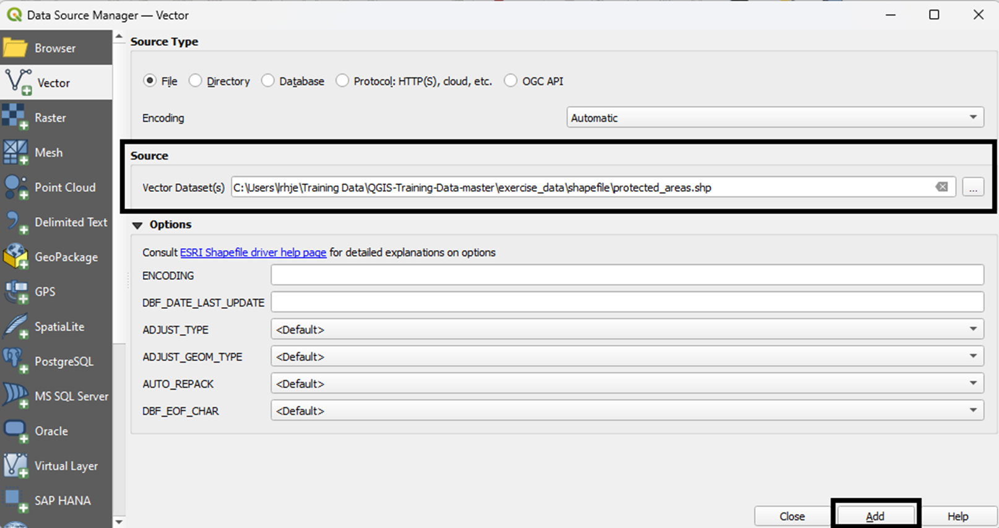 Data Source Manager — Vector
Browser
Vector
Raster
Mesh
Point Cloud
Delimited Text
GeoPackage
GPS
SpatiaLite
PostgreSQL
MS SQL Server
Oracle
Virtual Layer
SAP HANA
Source Type
File Directory Database Protocol: HTTP(S), cloud, etc. OGC API
Encoding Automatic
Source
Vector Dataset(s) C:\Users\lrhje\Training Data\QGIS-Training-Data-master\exercise_data\shapefile\protected_areas.shp ...
Options
Consult ESRI Shapefile driver help page for detailed explanations on options
ENCODING
DBF_DATE_LAST_UPDATE
ADJUST_TYPE <Default>
ADJUST_GEOM_TYPE <Default>
AUTO_REPACK <Default>
DBF_EOF_CHAR <Default>
Close Add Help